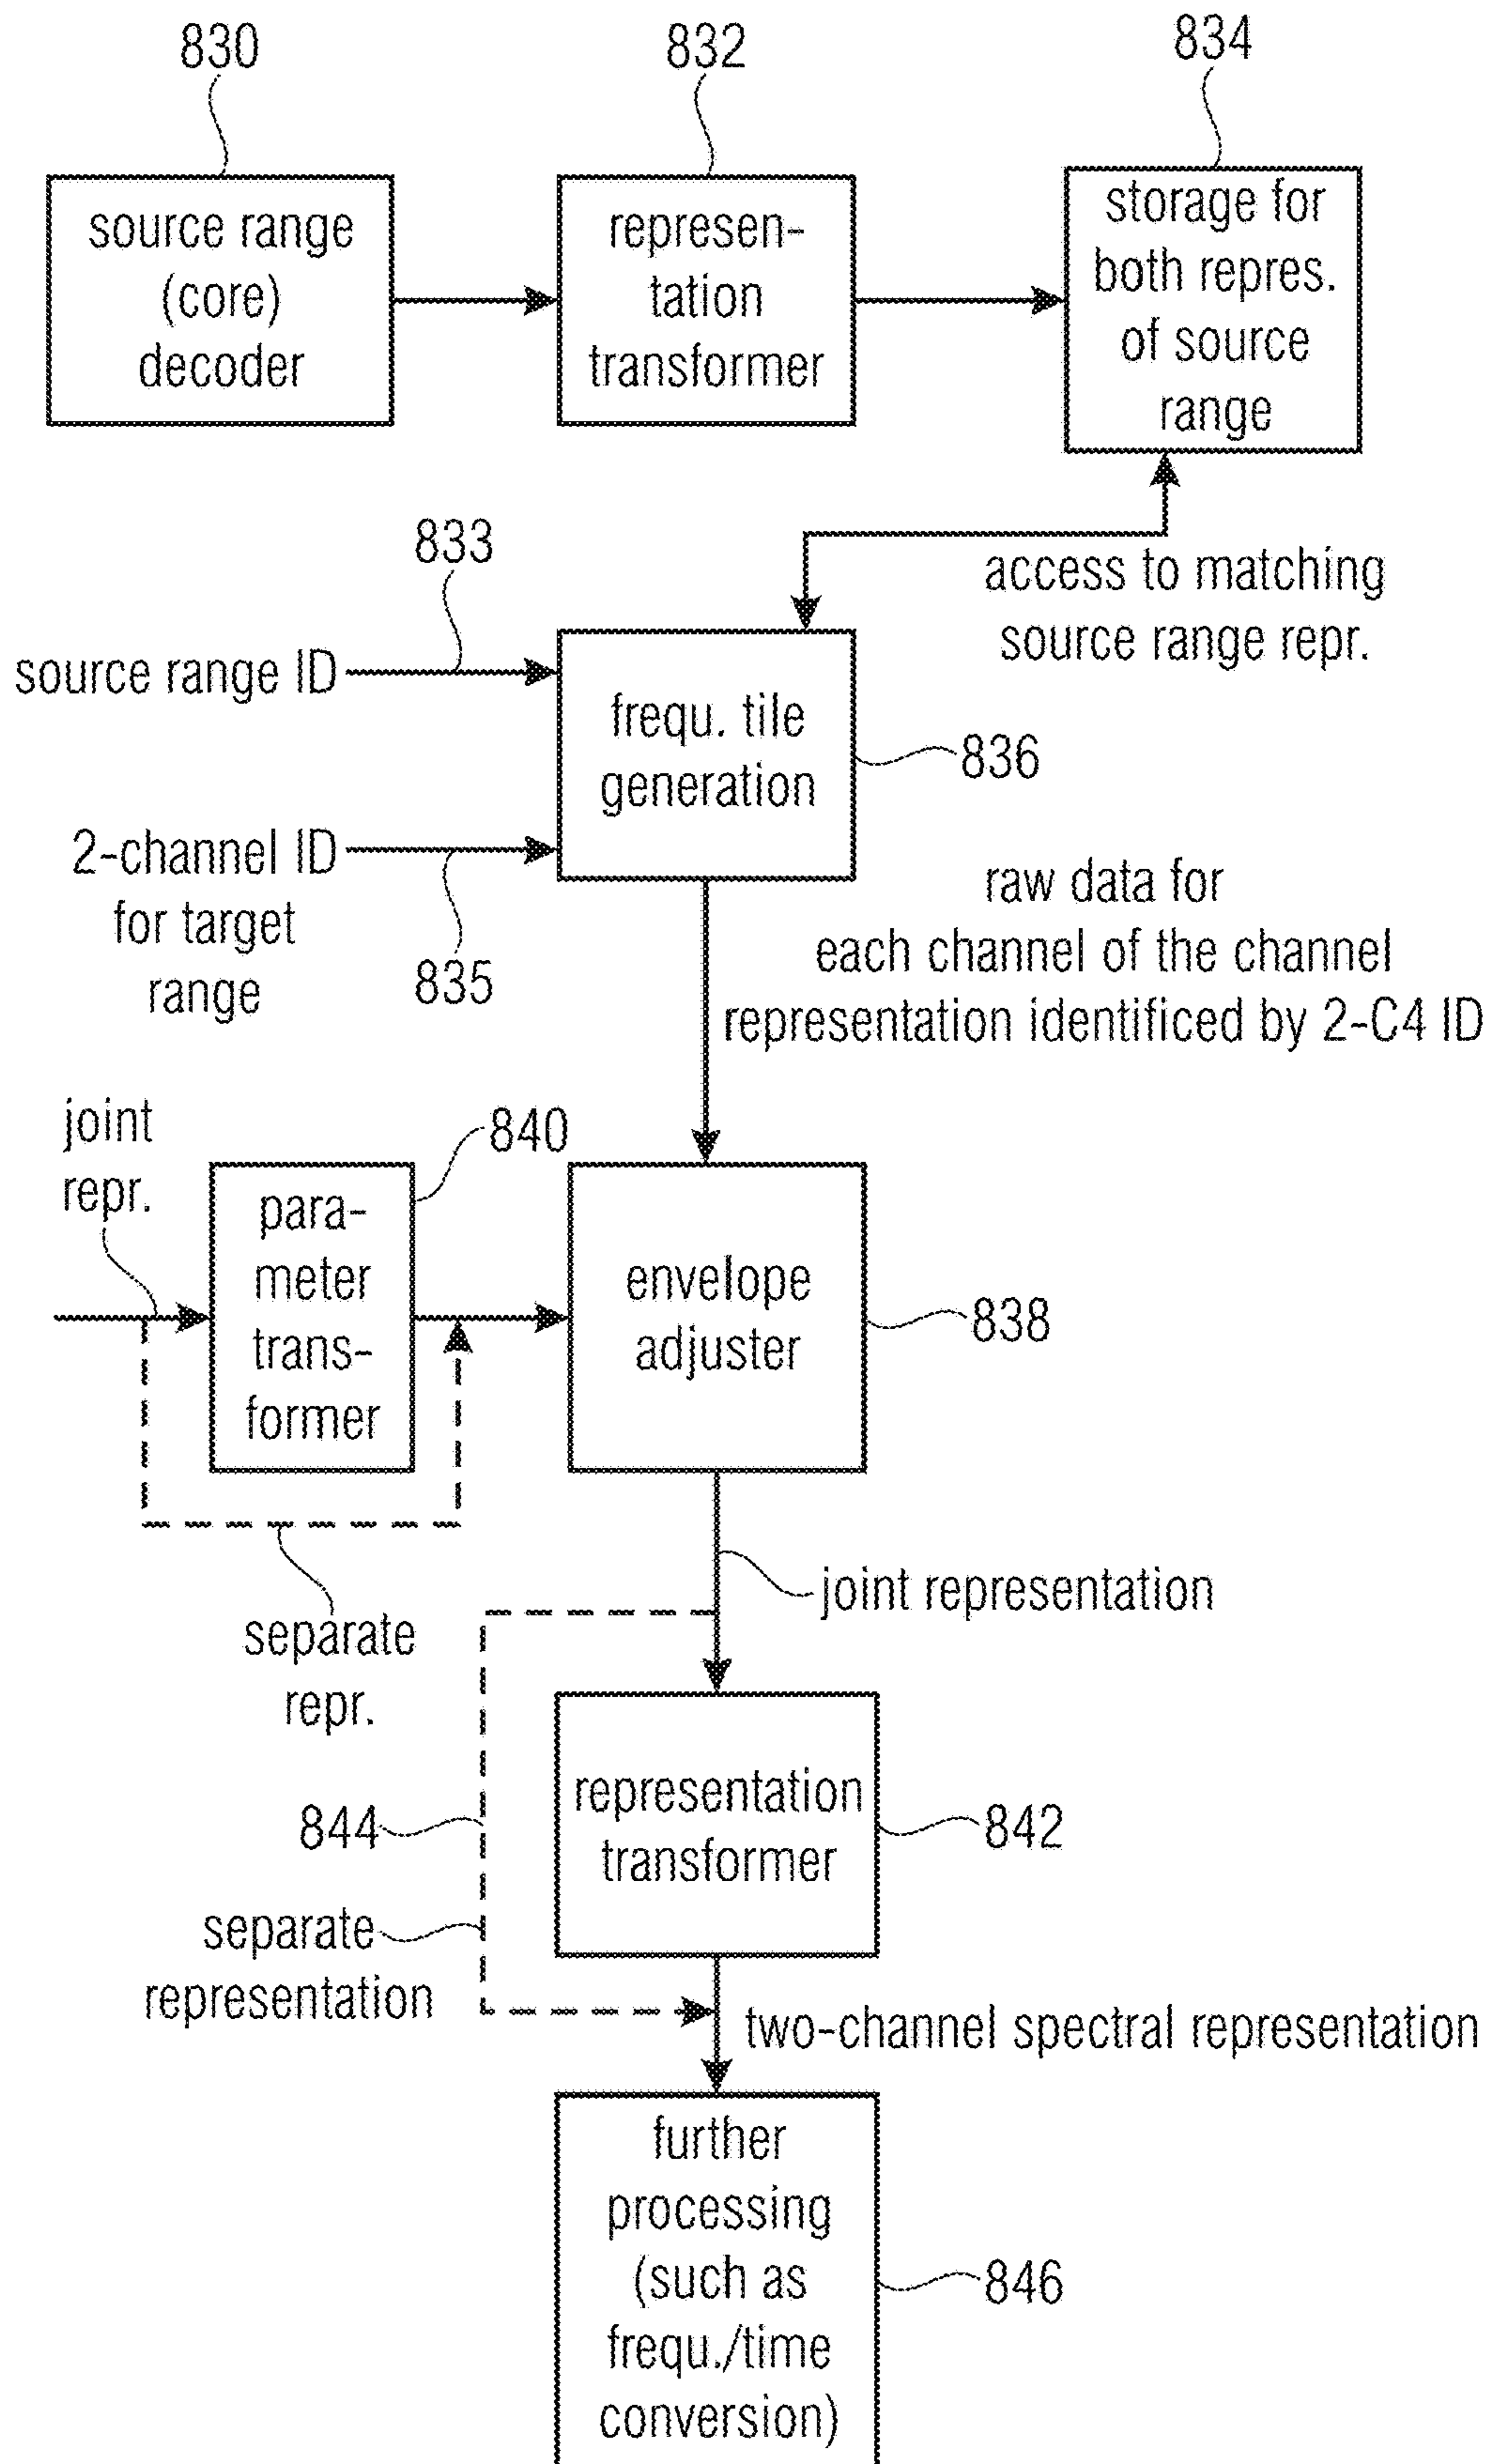 830
832
834
source range
(core)
decoder
represen-
tation
transformer
storage for
both repres.
of source
range
833
access to matching
source range repr.
source range ID
frequ. tile
generation
836
2-channel ID
for target
range
835
raw data for
each channel of the channel
representation identificed by 2-C4 ID
joint
repr.
840
para-
meter
trans-
former
envelope
adjuster
838
separate
repr.
joint representation
representation
transformer
842
844
separate
representation
two-channel spectral representation
further
processing
(such as
frequ./time
conversion)
846